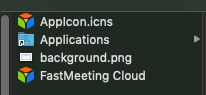 AppIcon.icns
Applications
background.png
FastMeeting Cloud